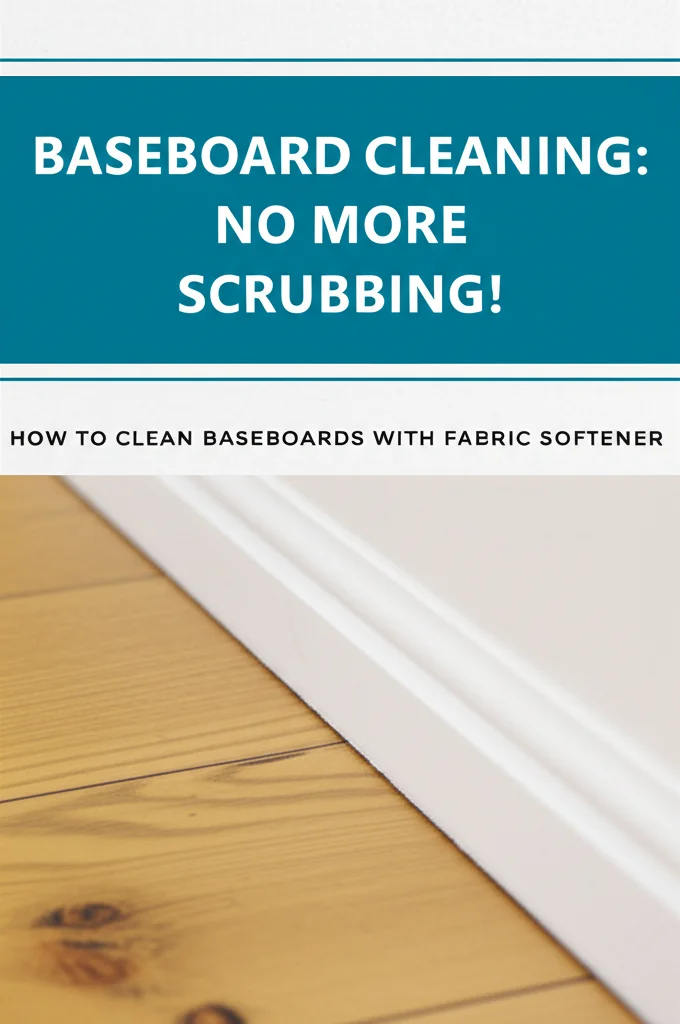 BASEBOARD CLEANING:
NO MORE
SCRUBBING!
HOW TO CLEAN BASEBOARDS WITH FABRIC SOFTENER